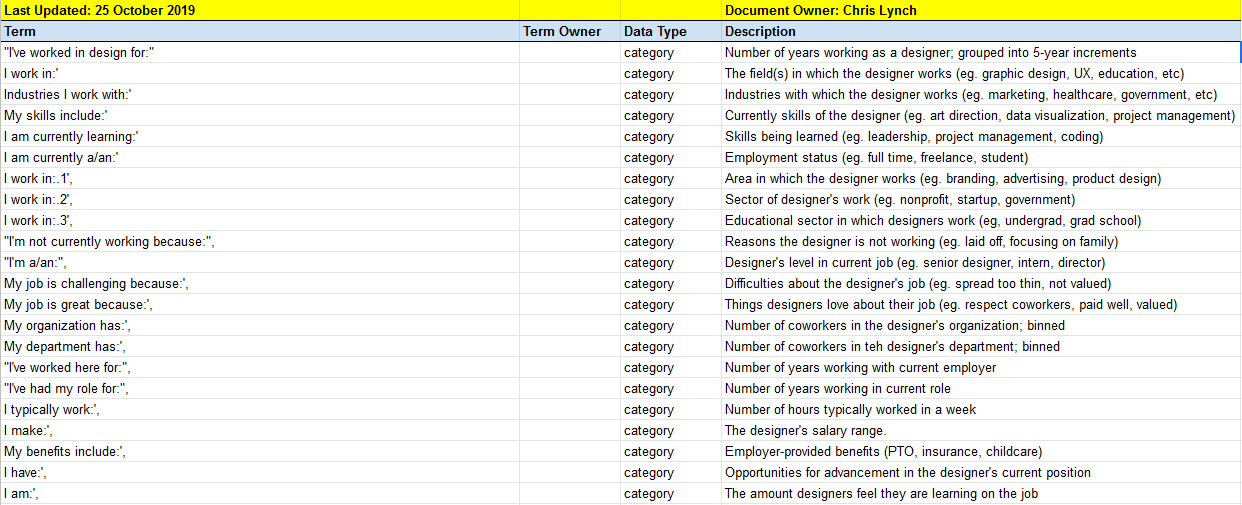 Last Updated: 25 October 2019 Document Owner: Chris Lynch
Term Term Owner Data Type Description
"I've worked in design for:" category Number of years working as a designer; grouped into 5-year increments
I work in:' category The field(s) in which the designer works (eg. graphic design, UX, education, etc)
Industries I work with:' category Industries with which the designer works (eg. marketing, healthcare, government, etc)
My skills include:' category Currently skills of the designer (eg. art direction, data visualization, project management)
I am currently learning:' category Skills being learned (eg. leadership, project management, coding)
I am currently a/an:' category Employment status (eg. full time, freelance, student)
I work in:.1', category Area in which the designer works (eg. branding, advertising, product design)
I work in:.2', category Sector of designer's work (eg. nonprofit, startup, government)
I work in:.3', category Educational sector in which designers work (eg, undergrad, grad school)
"I'm not currently working because:", category Reasons the designer is not working (eg. laid off, focusing on family)
"I'm a/an:", category Designer's level in current job (eg. senior designer, intern, director)
My job is challenging because:', category Difficulties about the designer's job (eg. spread too thin, not valued)
My job is great because:', category Things designers love about their job (eg. respect coworkers, paid well, valued)
My organization has:', category Number of coworkers in the designer's organization; binned
My department has:', category Number of coworkers in teh designer's department; binned
"I've worked here for:", category Number of years working with current employer
"I've had my role for:", category Number of years working in current role
I typically work:', category Number of hours typically worked in a week
I make:', category The designer's salary range.
My benefits include:', category Employer-provided benefits (PTO, insurance, childcare)
I have:', category Opportunities for advancement in the designer's current position
I am:', category The amount designers feel they are learning on the job